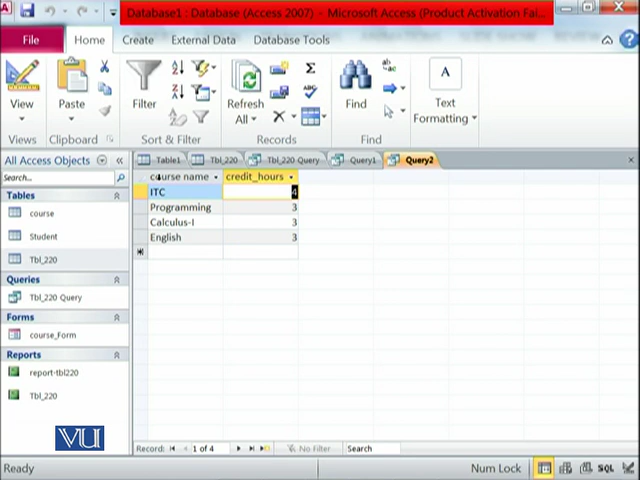 Database1 : Database (Access 2007) - Microsoft Access (Product Activation Fai...
File Home Create External Data Database Tools
View Paste Filter Refresh All Find Text Formatting
Views Clipboard Sort & Filter Records Find
All Access Objects
Search...
Tables
course
Student
Tbl_220
Queries
Tbl_220 Query
Forms
course_Form
Reports
report-tbl220
Tbl_220
VU
Table1 Tbl_220 Tbl_220 Query Query1 Query2
course name credit_hours
ITC 4
Programming 3
Calculus-I 3
English 3
Record: 1 of 4 No Filter Search
Ready Num Lock SQL